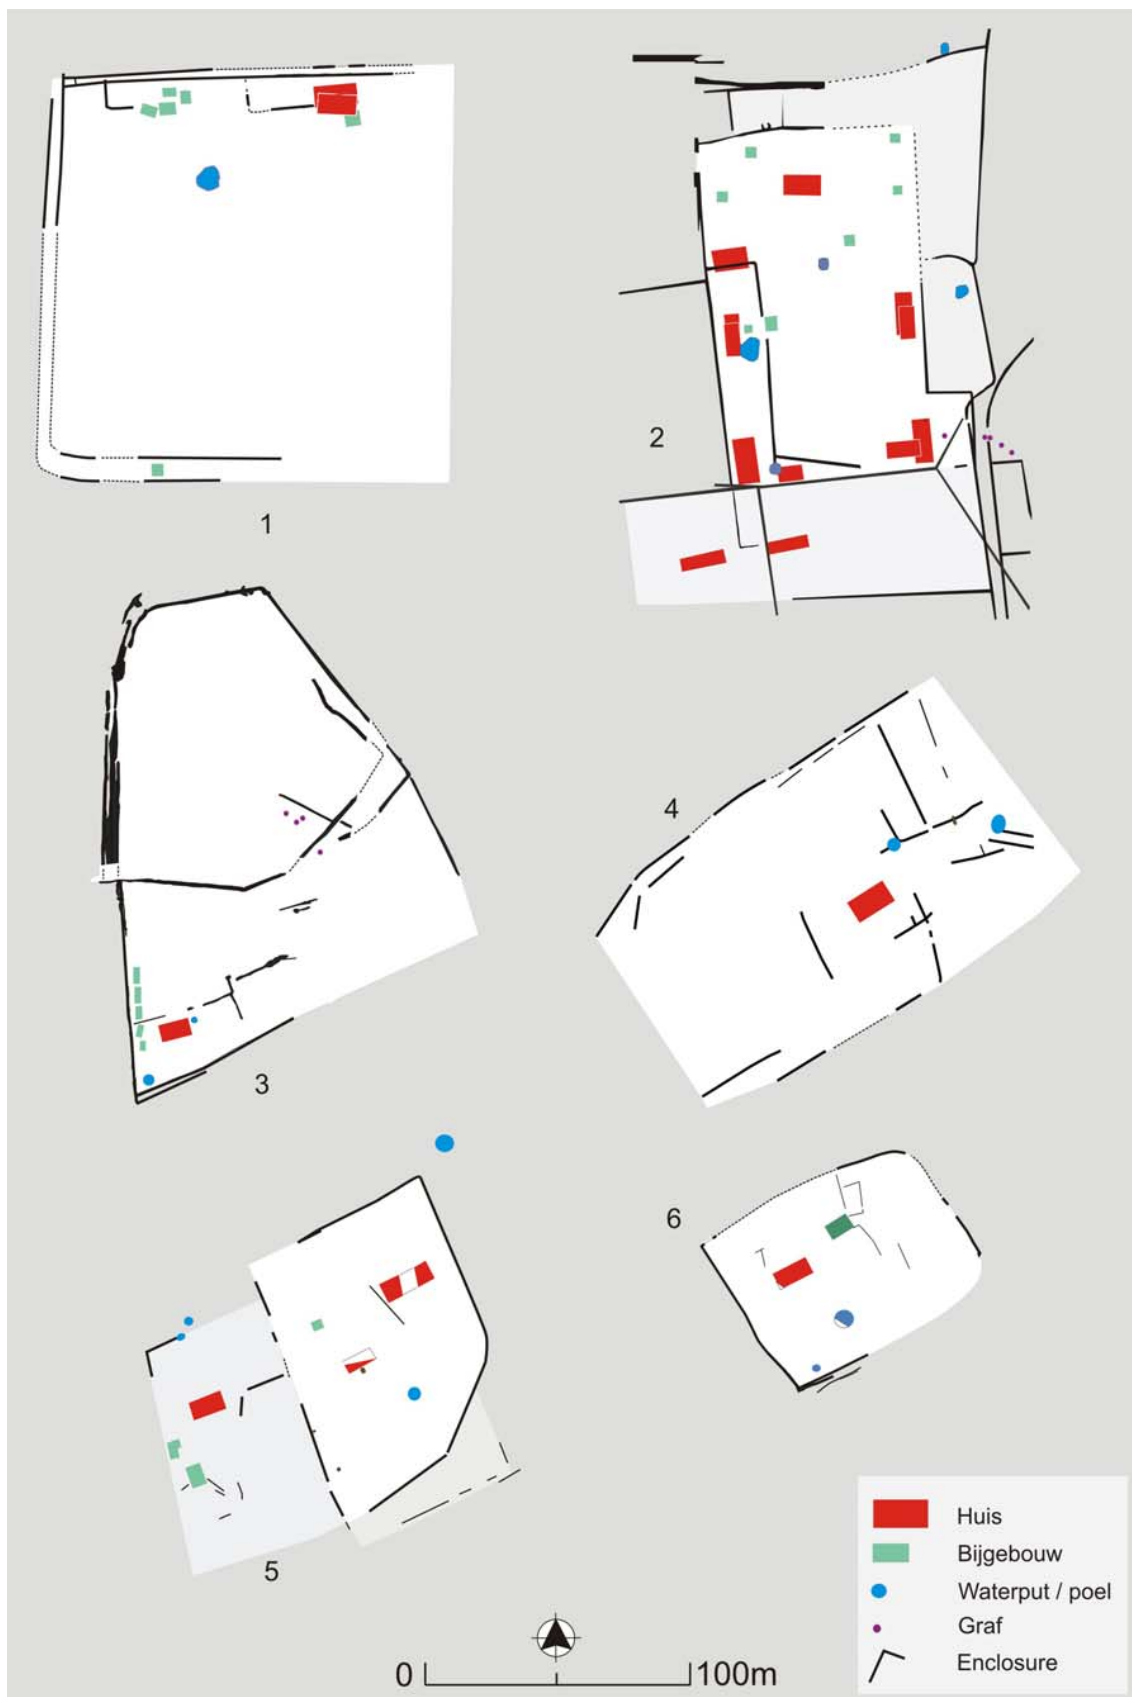 1
2
3
4
5
6
Huis
Bijgebouw
Waterput / poel
Graf
Enclosure
0 100m